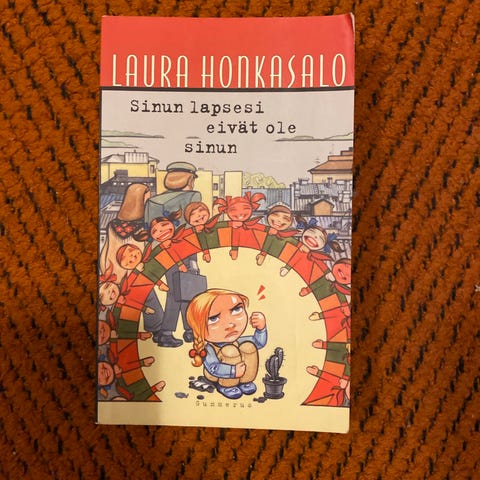 LAURA HONKASALO
Sinun lapsesi
eivät ole
sinun
Gummerus